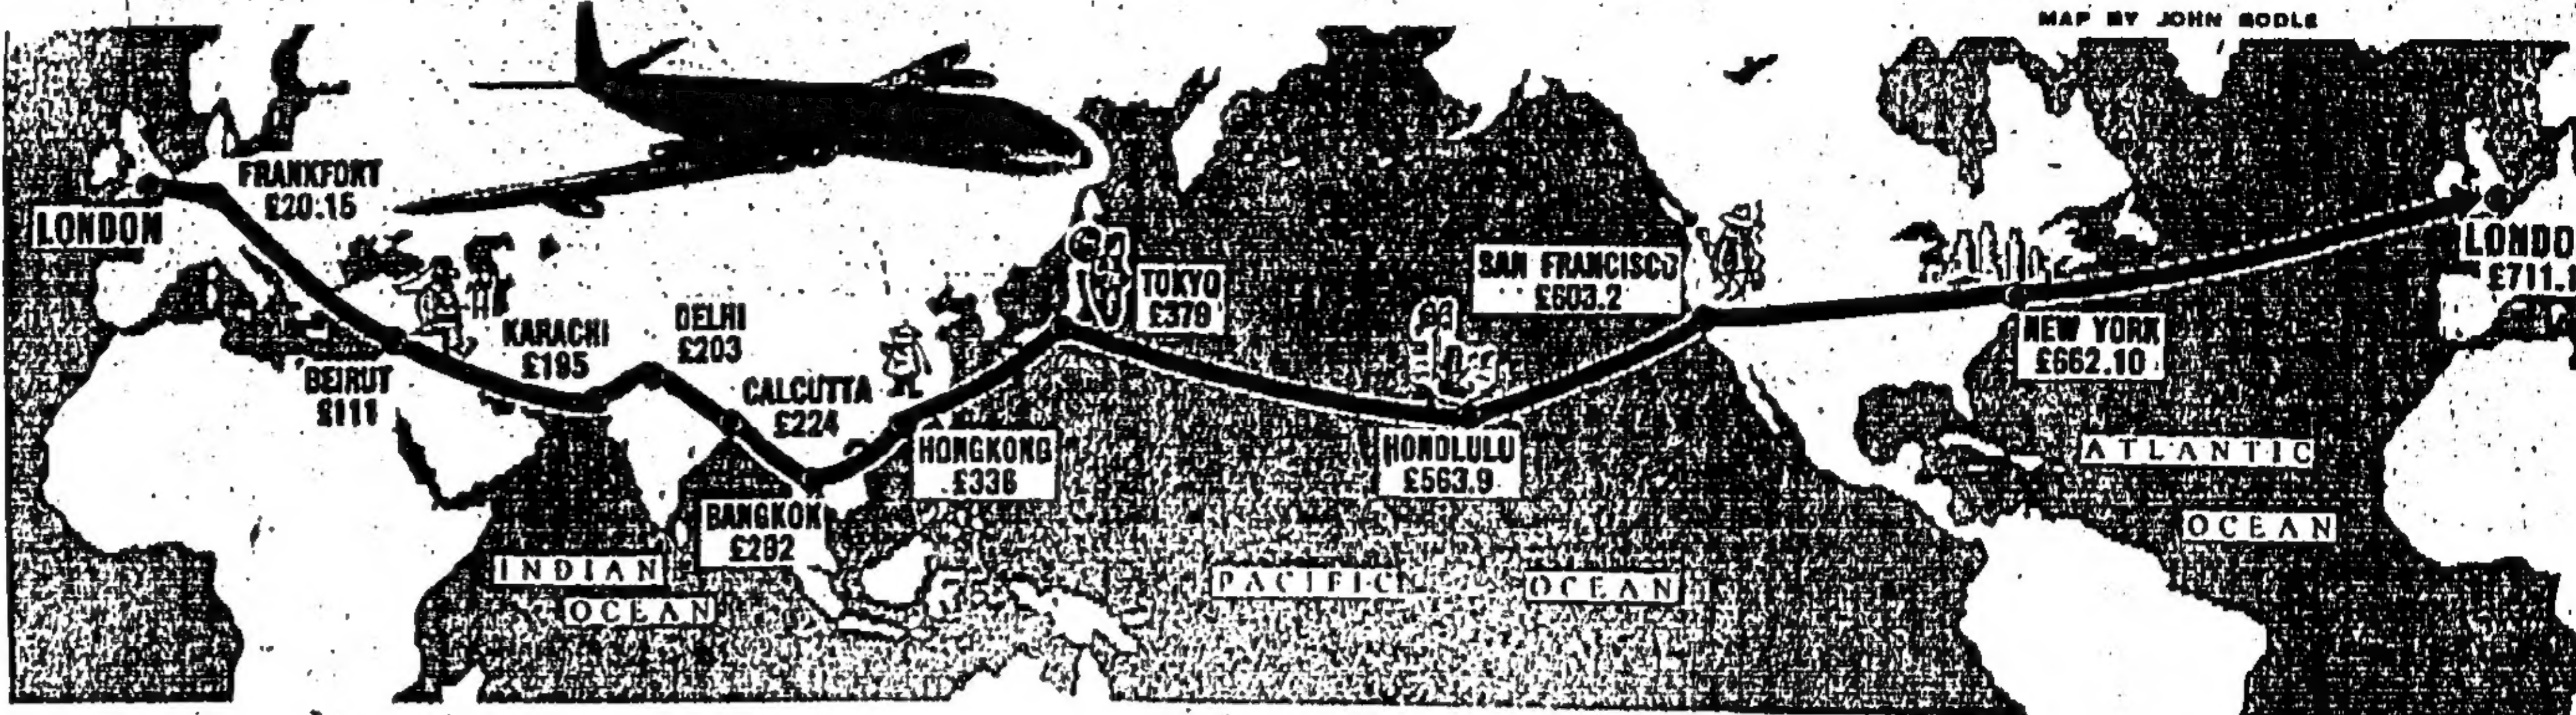 MAP BY JOHN BODLE
FRANKFORT
£20.15
LONDON
KARACHI
£195
DELHI
£203
BEIRUT
£111
CALCUTTA
£224
TOKYO
£379
SAN FRANCISCO
£603.2
LONDO
£711.
NEW YORK
£662.10
HONGKONG
£336
HONOLULU
£563.9
BANGKOK
£282
ATLANTIC
OCEAN
INDIAN
OCEAN
PACIFIC OCEAN